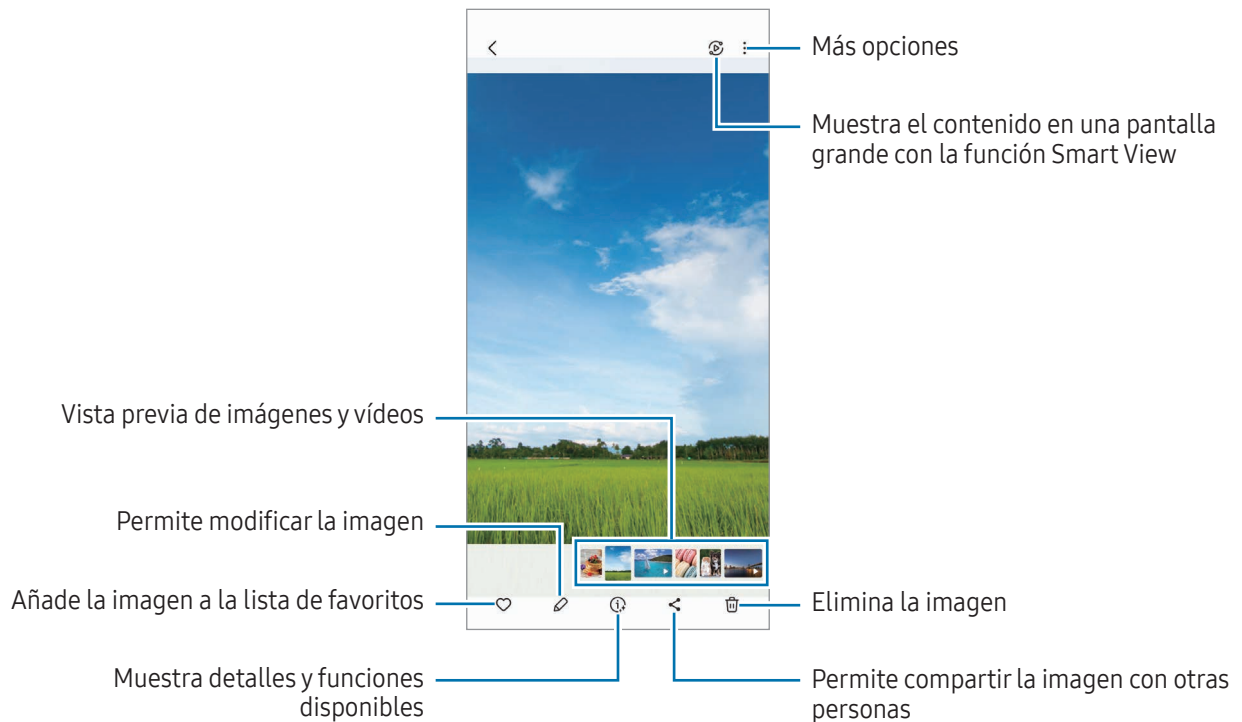 Más opciones
Muestra el contenido en una pantalla
grande con la función Smart View
Vista previa de imágenes y vídeos
Permite modificar la imagen
Añade la imagen a la lista de favoritos
Elimina la imagen
Muestra detalles y funciones
disponibles
Permite compartir la imagen con otras
personas